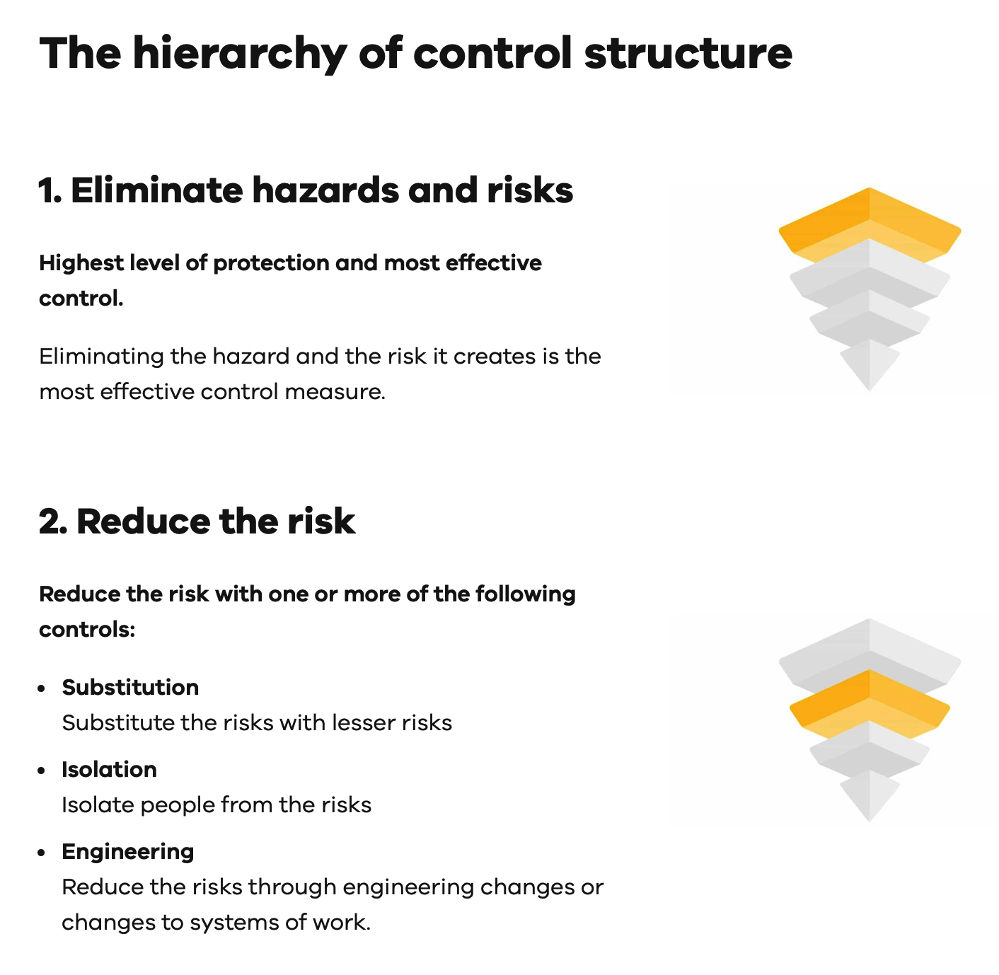 The hierarchy of control structure
1. Eliminate hazards and risks
Highest level of protection and most effective
control.
Eliminating the hazard and the risk it creates is the
most effective control measure.
2. Reduce the risk
Reduce the risk with one or more of the following
controls:
• Substitution
Substitute the risks with lesser risks
• Isolation
Isolate people from the risks
• Engineering
Reduce the risks through engineering changes or
changes to systems of work.